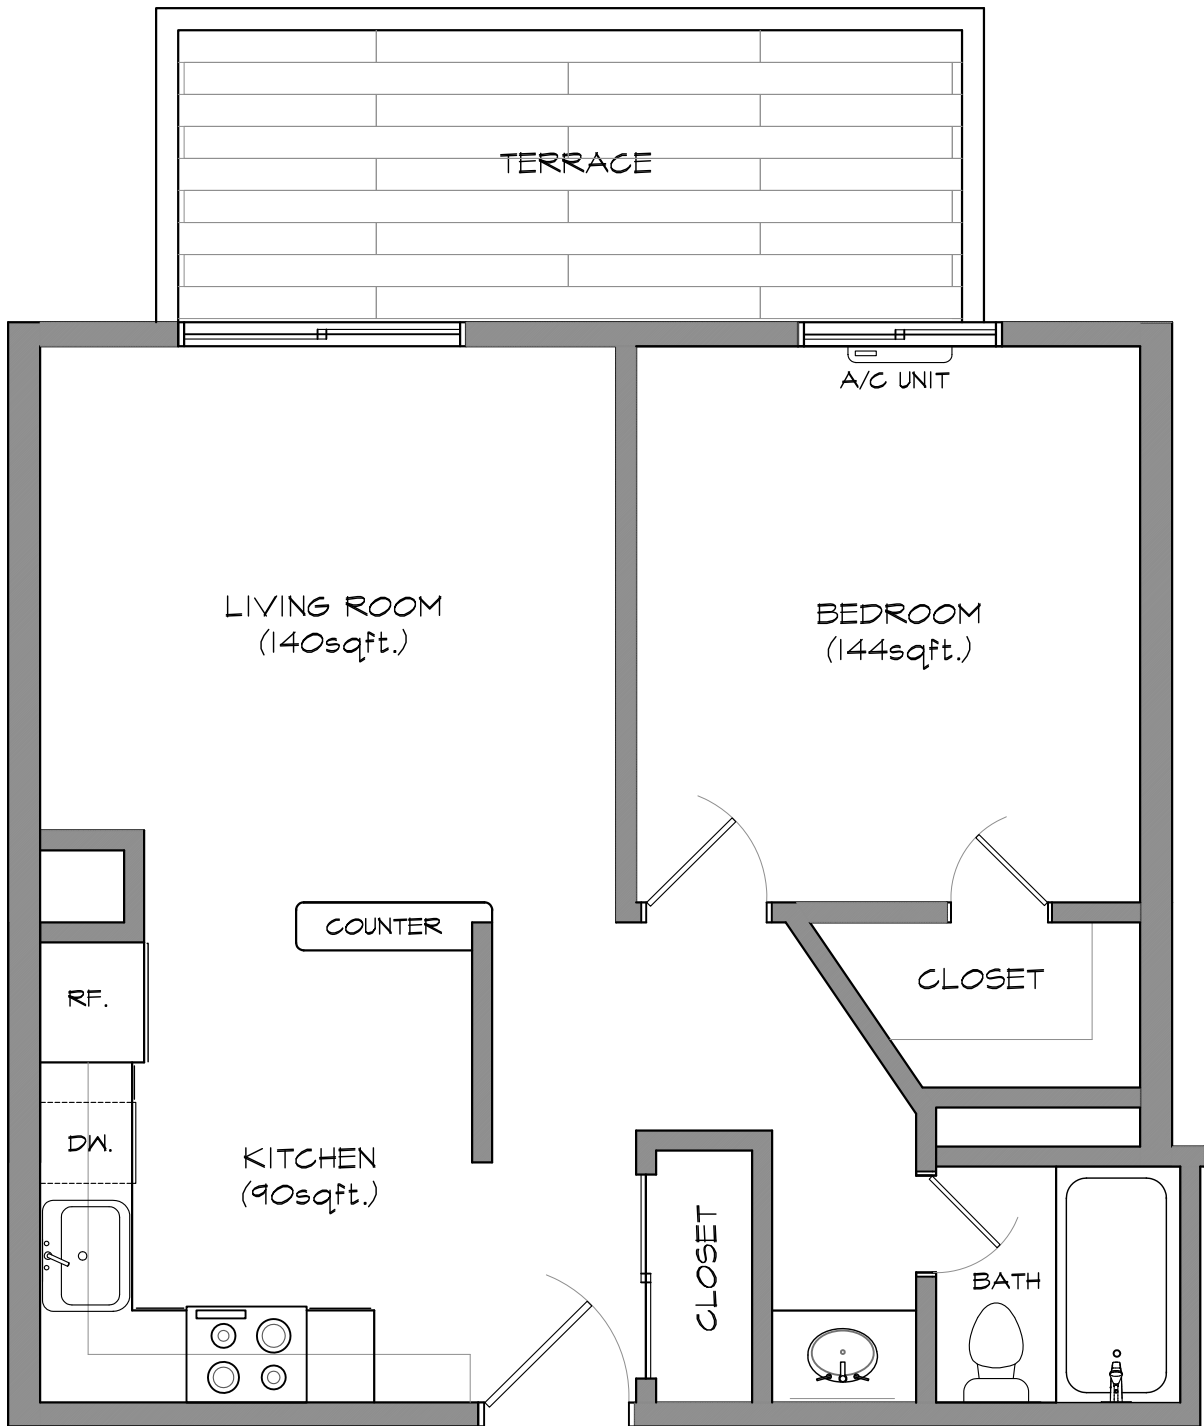 TERRACE
A/C UNIT
LIVING ROOM
(140sqft.)
BEDROOM
(144sqft.)
COUNTER
CLOSET
RF.
DW.
KITCHEN
(90sqft.)
CLOSET
BATH